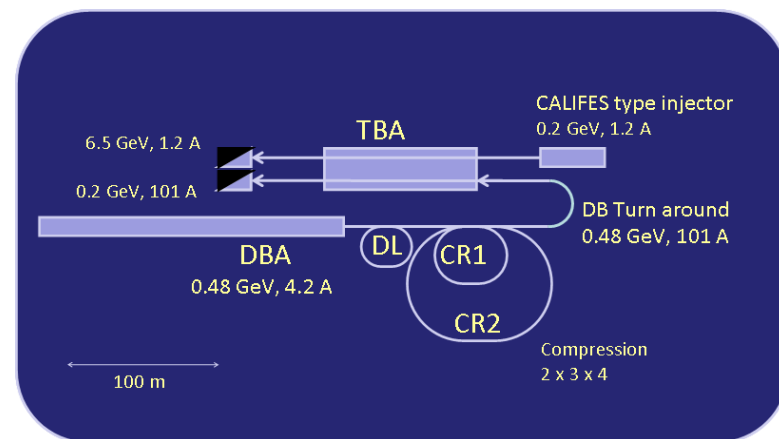 CALIFES type injector
0.2 GeV, 1.2 A
TBA
6.5 GeV, 1.2 A
0.2 GeV, 101 A
DB Turn around
0.48 GeV, 101 A
DBA
0.48 GeV, 4.2 A
DL
CR1
CR2
Compression
2 x 3 x 4
100 m